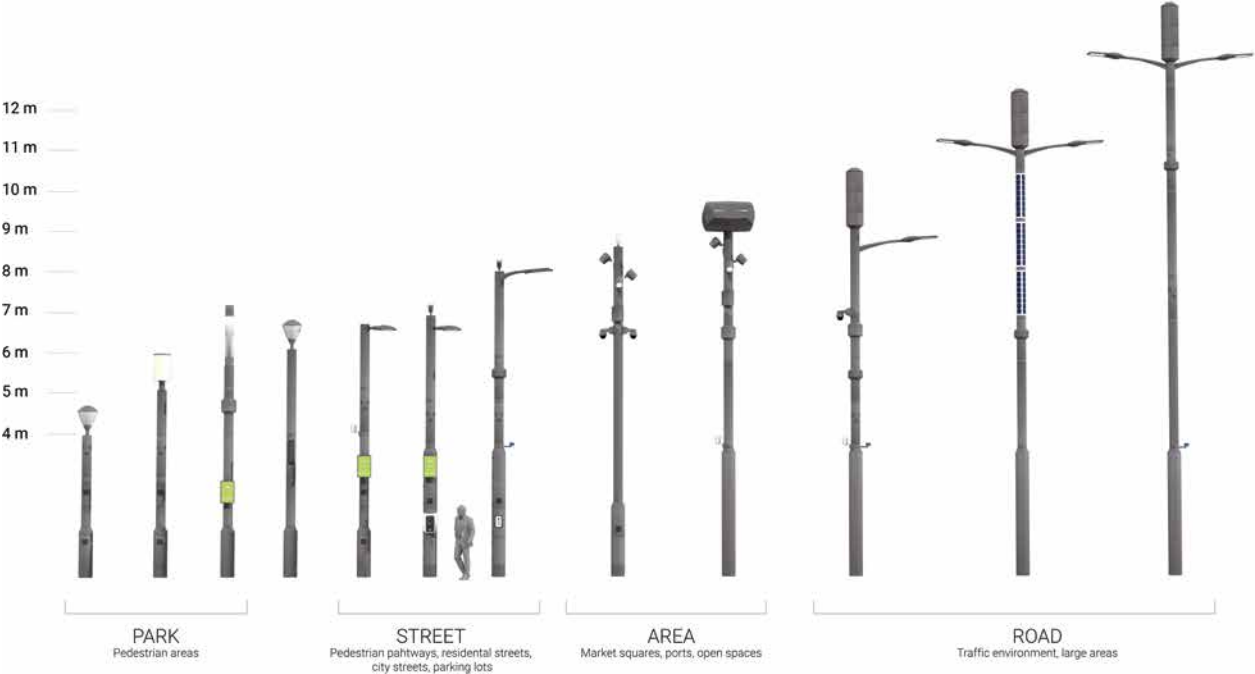 12 m
11 m
10 m
9 m
8 m
7 m
6 m
5 m
4 m
PARK
Pedestrian areas
STREET
Pedestrian pahtways, residental streets,
city streets, parking lots
AREA
Market squares, ports, open spaces
ROAD
Traffic environment, large areas